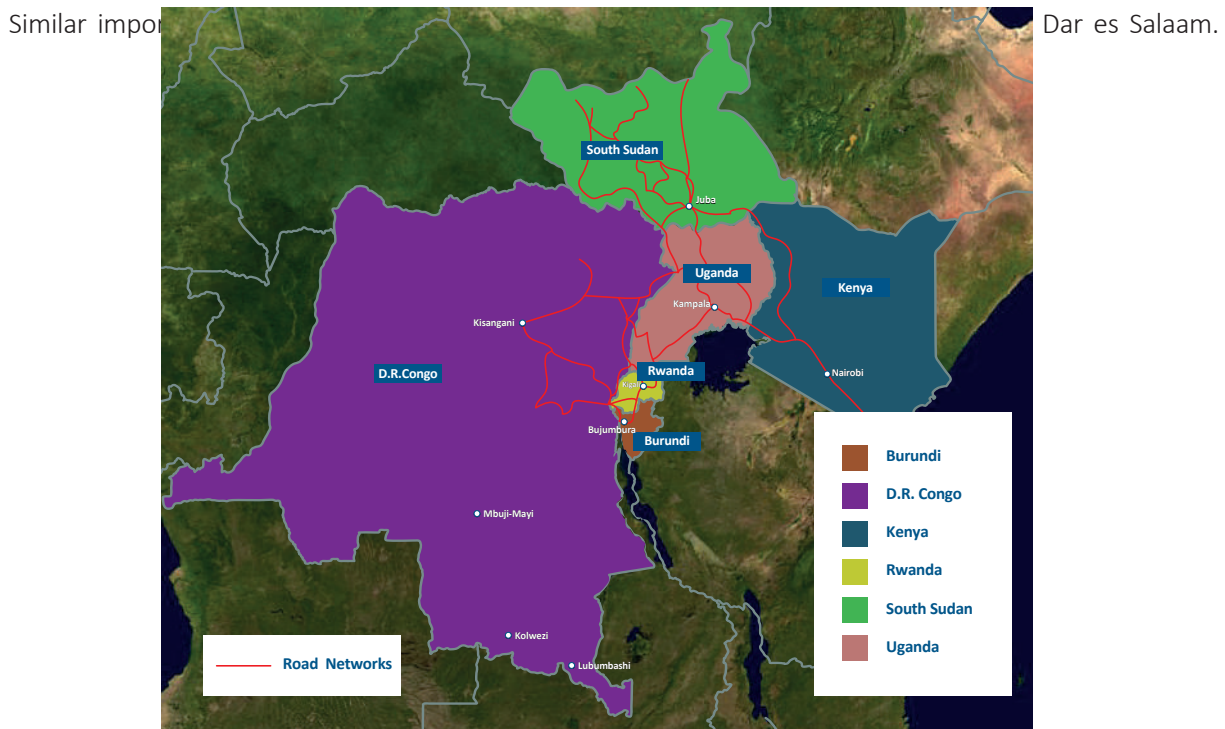 Similar Dar es Salaam.
South Sudan
Juba
Uganda
Kenya
Kampala
Kisangani
D.R.Congo
Rwanda
Nairobi
Bujumbura
Burundi
Burundi
D.R. Congo
Mbuji-Mayi
Kenya
Rwanda
South Sudan
Kolwezi
Uganda
Road Networks
Lubumbashi